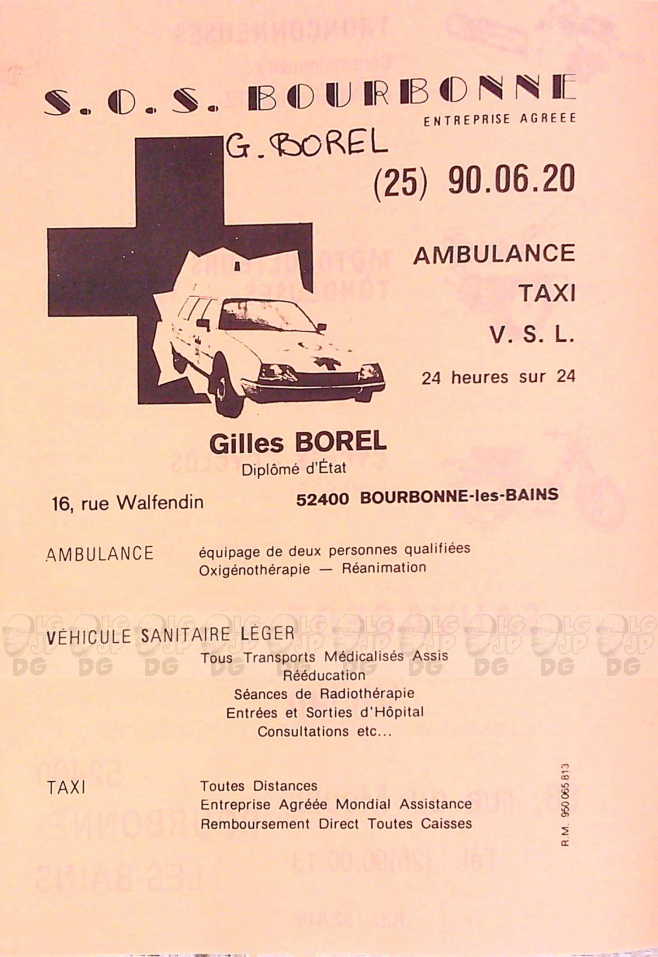 S.O.S. BOURBONNE
ENTREPRISE AGREEE
G. BOREL
(25) 90.06.20
AMBULANCE
TAXI
V. S. L.
24 heures sur 24
Gilles BOREL
Diplômé d'État
16, rue Walfendin
52400 BOURBONNE-les-BAINS
AMBULANCE
équipage de deux personnes qualifiées
Oxigénothérapie — Réanimation
VÉHICULE SANITAIRE LÉGER
Tous Transports Médicalisés Assis
Rééducation
Séances de Radiothérapie
Entrées et Sorties d'Hôpital
Consultations etc...
TAXI
Toutes Distances
Entreprise Agréée Mondial Assistance
Remboursement Direct Toutes Caisses
R.M. 950 065 813
LG JP DG